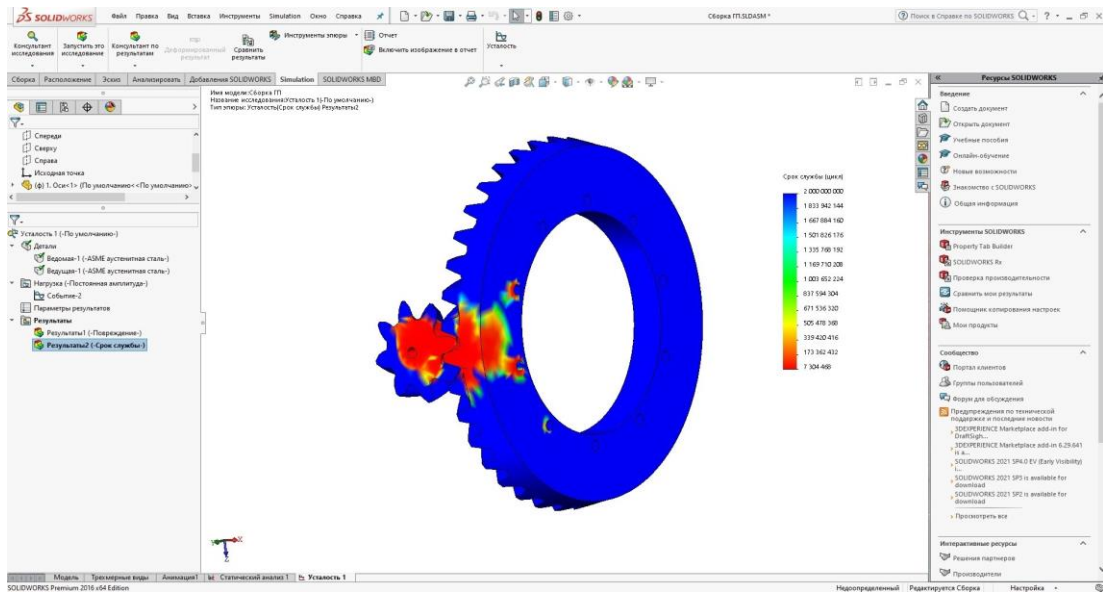 SOLIDWORKS
Файл Правка Вид Вставка Инструменты Simulation Окно Справка
Сборка ГП.SLDASM *
Поиск в Справке по SOLIDWORKS
Консультант исследования
Запустить это исследование
Консультант по результатам
Деформированный результат
Сравнить результаты
Инструменты эпюры
Отчет
Включить изображение в отчет
Усталость
Сборка Расположение Эскиз Анализировать Добавления SOLIDWORKS Simulation SOLIDWORKS MBD
Имя модели:Сборка ГП
Название исследования:Усталость 1(-По умолчанию-)
Тип эпюры: Усталость(Срок службы) Результаты2
Спереди
Сверху
Справа
Исходная точка
(ф) 1. Оси<1> (По умолчанию<<По умолчанию>
Усталость 1 (-По умолчанию-)
Детали
Ведомая-1 (-ASME аустенитная сталь-)
Ведущая-1 (-ASME аустенитная сталь-)
Нагрузка (-Постоянная амплитуда-)
Событие-2
Параметры результатов
Результаты
Результаты1 (-Повреждение-)
Результаты2 (-Срок службы-)
Срок службы (цикл)
2 000 000 000
1 833 942 144
1 667 884 160
1 501 826 176
1 335 768 192
1 169 710 208
1 003 652 224
837 594 304
671 536 320
505 478 368
339 420 416
173 362 432
7 304 468
Ресурсы SOLIDWORKS
Введение
Создать документ
Открыть документ
Учебные пособия
Онлайн-обучение
Новые возможности
Знакомство с SOLIDWORKS
Общая информация
Инструменты SOLIDWORKS
Property Tab Builder
SOLIDWORKS Rx
Проверка производительности
Сравнить мои результаты
Помощник копирования настроек
Мои продукты
Сообщество
Портал клиентов
Группы пользователей
Форум для обсуждения
Предупреждения по технической
поддержке и последние новости
3DEXPERIENCE Marketplace add-in for
DraftSigh...
3DEXPERIENCE Marketplace add-in 6.29.641
is a...
SOLIDWORKS 2021 SP4.0 EV (Early Visibility)
i...
SOLIDWORKS 2021 SP3 is available for
download
SOLIDWORKS 2021 SP2 is available for
download
Просмотреть все
Интерактивные ресурсы
Решения партнеров
Производители
Модель Трехмерные виды Анимация1 Статический анализ 1 Усталость 1
SOLIDWORKS Premium 2016 x64 Edition
Недоопределенный Редактируется Сборка Настройка